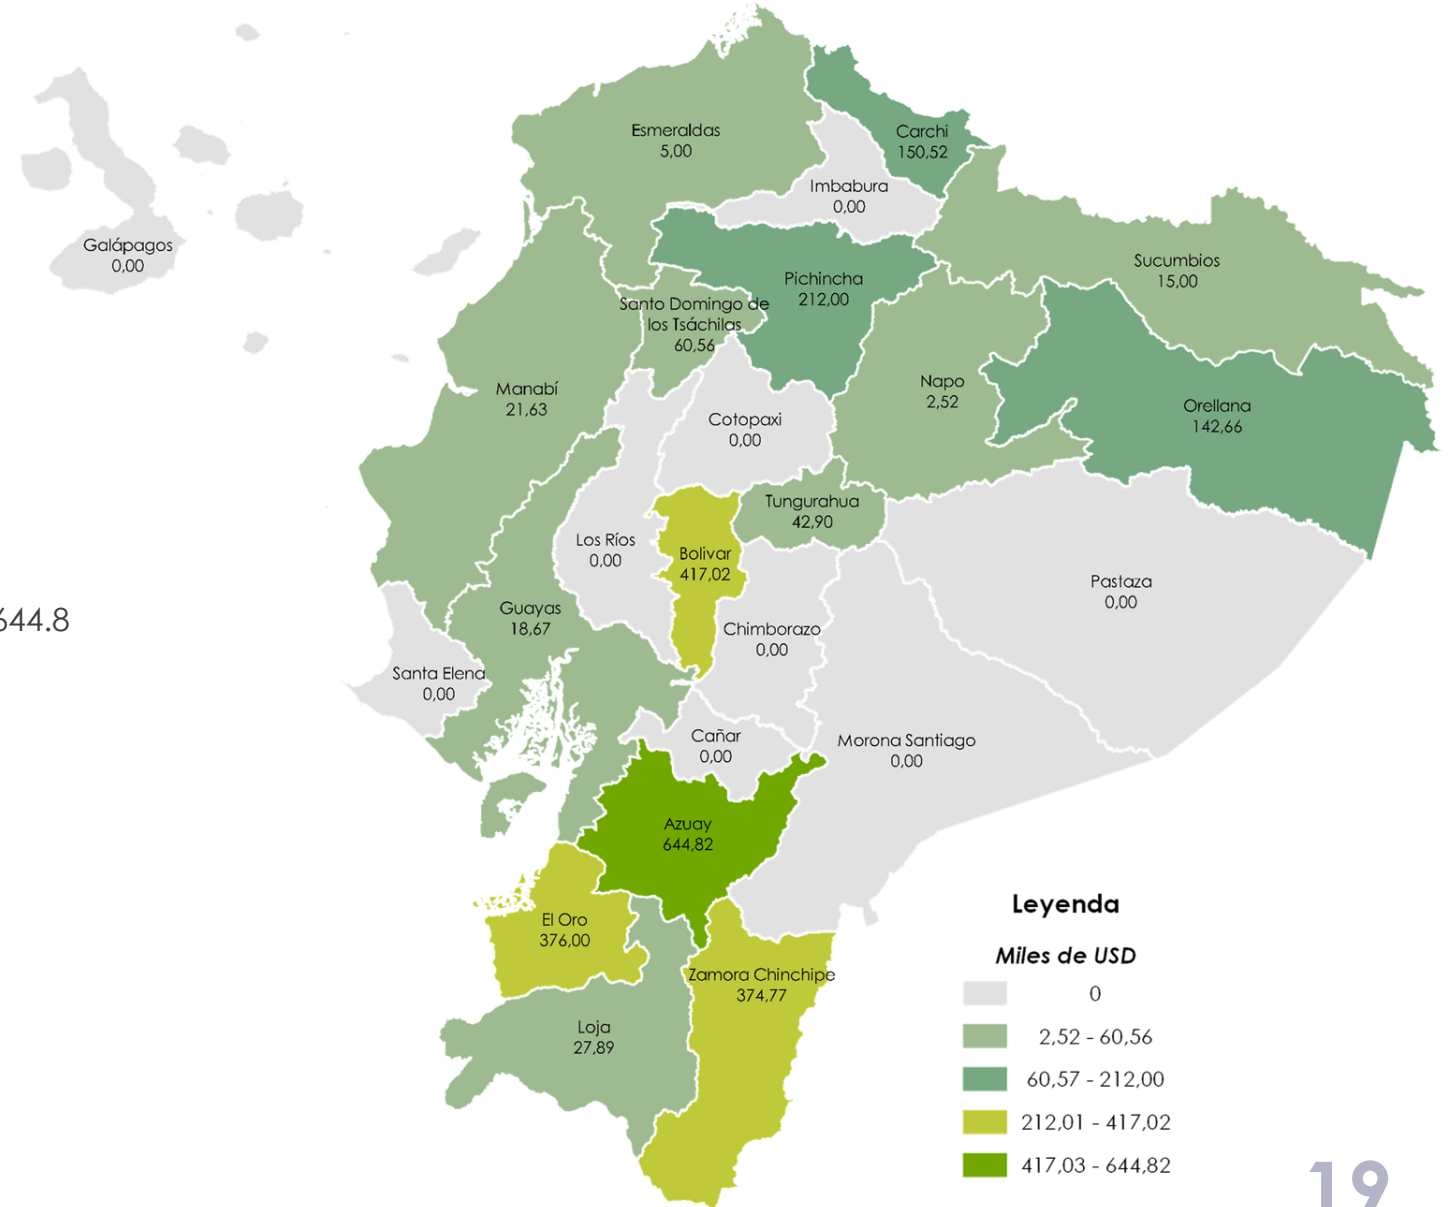 Esmeraldas
5,00
Carchi
150,52
Imbabura
0,00
Galápagos
0,00
Sucumbios
15,00
Pichincha
212,00
Santo Domingo de
los Tsáchilas
60,56
Manabí
21,63
Napo
2,52
Orellana
142,66
Cotopaxi
0,00
Tungurahua
42,90
Los Ríos
0,00
Bolivar
417,02
Pastaza
0,00
Guayas
18,67
644.8
Chimborazo
0,00
Santa Elena
0,00
Cañar
0,00
Morona Santiago
0,00
Azuay
644,82
El Oro
376,00
Zamora Chinchipe
374,77
Loja
27,89
Leyenda
Miles de USD
0
2,52 - 60,56
60,57 - 212,00
212,01 - 417,02
417,03 - 644,82
19